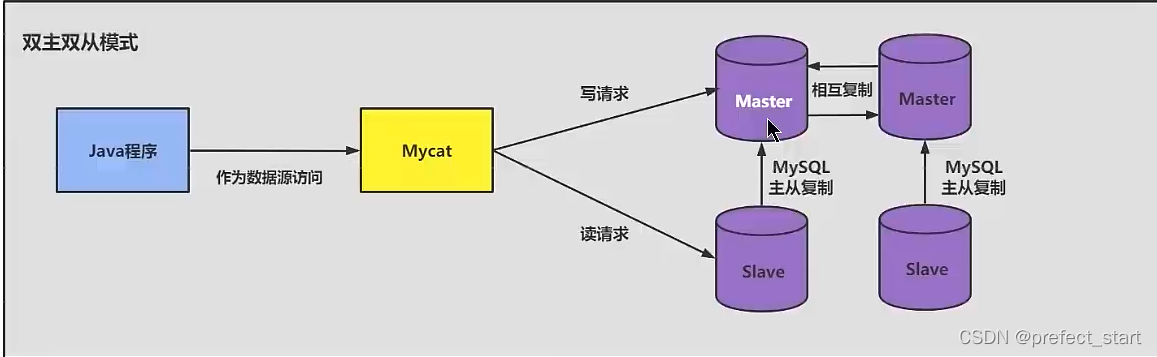 双主双从模式
写请求
Master
相互复制
Master
Java程序
Mycat
作为数据源访问
MySQL
主从复制
MySQL
主从复制
读请求
Slave
Slave
CSDN @prefect_start